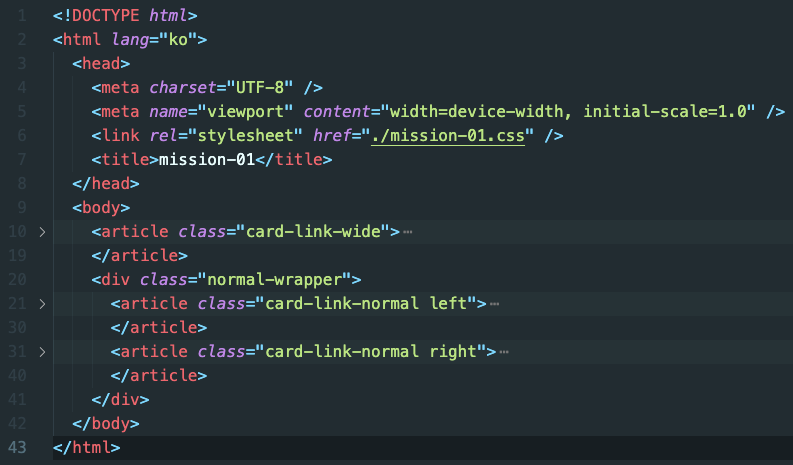 1 <!DOCTYPE html>
2 <html lang="ko">
3 <head>
4 <meta charset="UTF-8" />
5 <meta name="viewport" content="width=device-width, initial-scale=1.0" />
6 <link rel="stylesheet" href="./mission-01.css" />
7 <title>mission-01</title>
8 </head>
9 <body>
10 > <article class="card-link-wide">⋯
19 </article>
20 <div class="normal-wrapper">
21 > <article class="card-link-normal left">⋯
30 </article>
31 > <article class="card-link-normal right">⋯
40 </article>
41 </div>
42 </body>
43 </html>